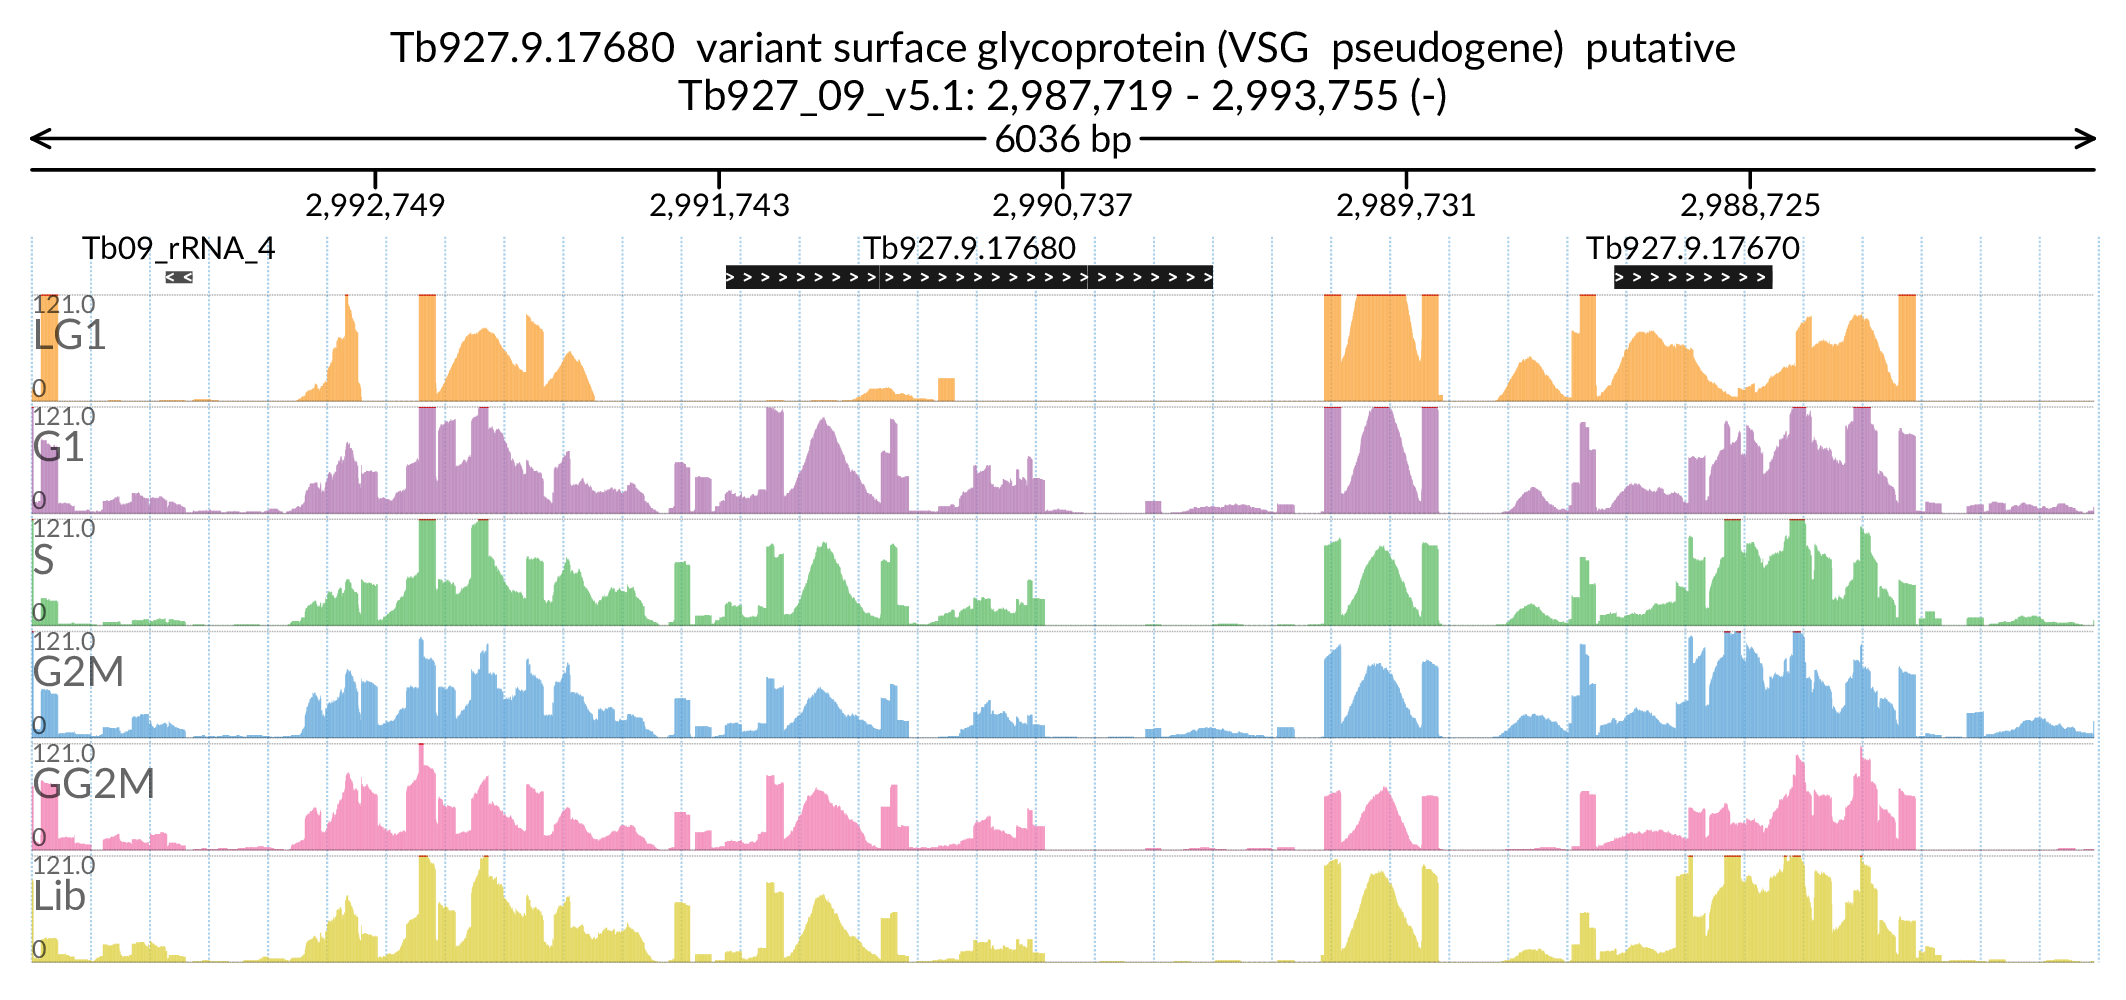 Tb927.9.17680 variant surface glycoprotein (VSG pseudogene) putative
Tb927_09_v5.1: 2,987,719 - 2,993,755 (-)
6036 bp
2,992,749 2,991,743 2,990,737 2,989,731 2,988,725
Tb09_rRNA_4 Tb927.9.17680 Tb927.9.17670
121.0
LG1
0
121.0
G1
0
121.0
S
0
121.0
G2M
0
121.0
GG2M
0
121.0
Lib
0